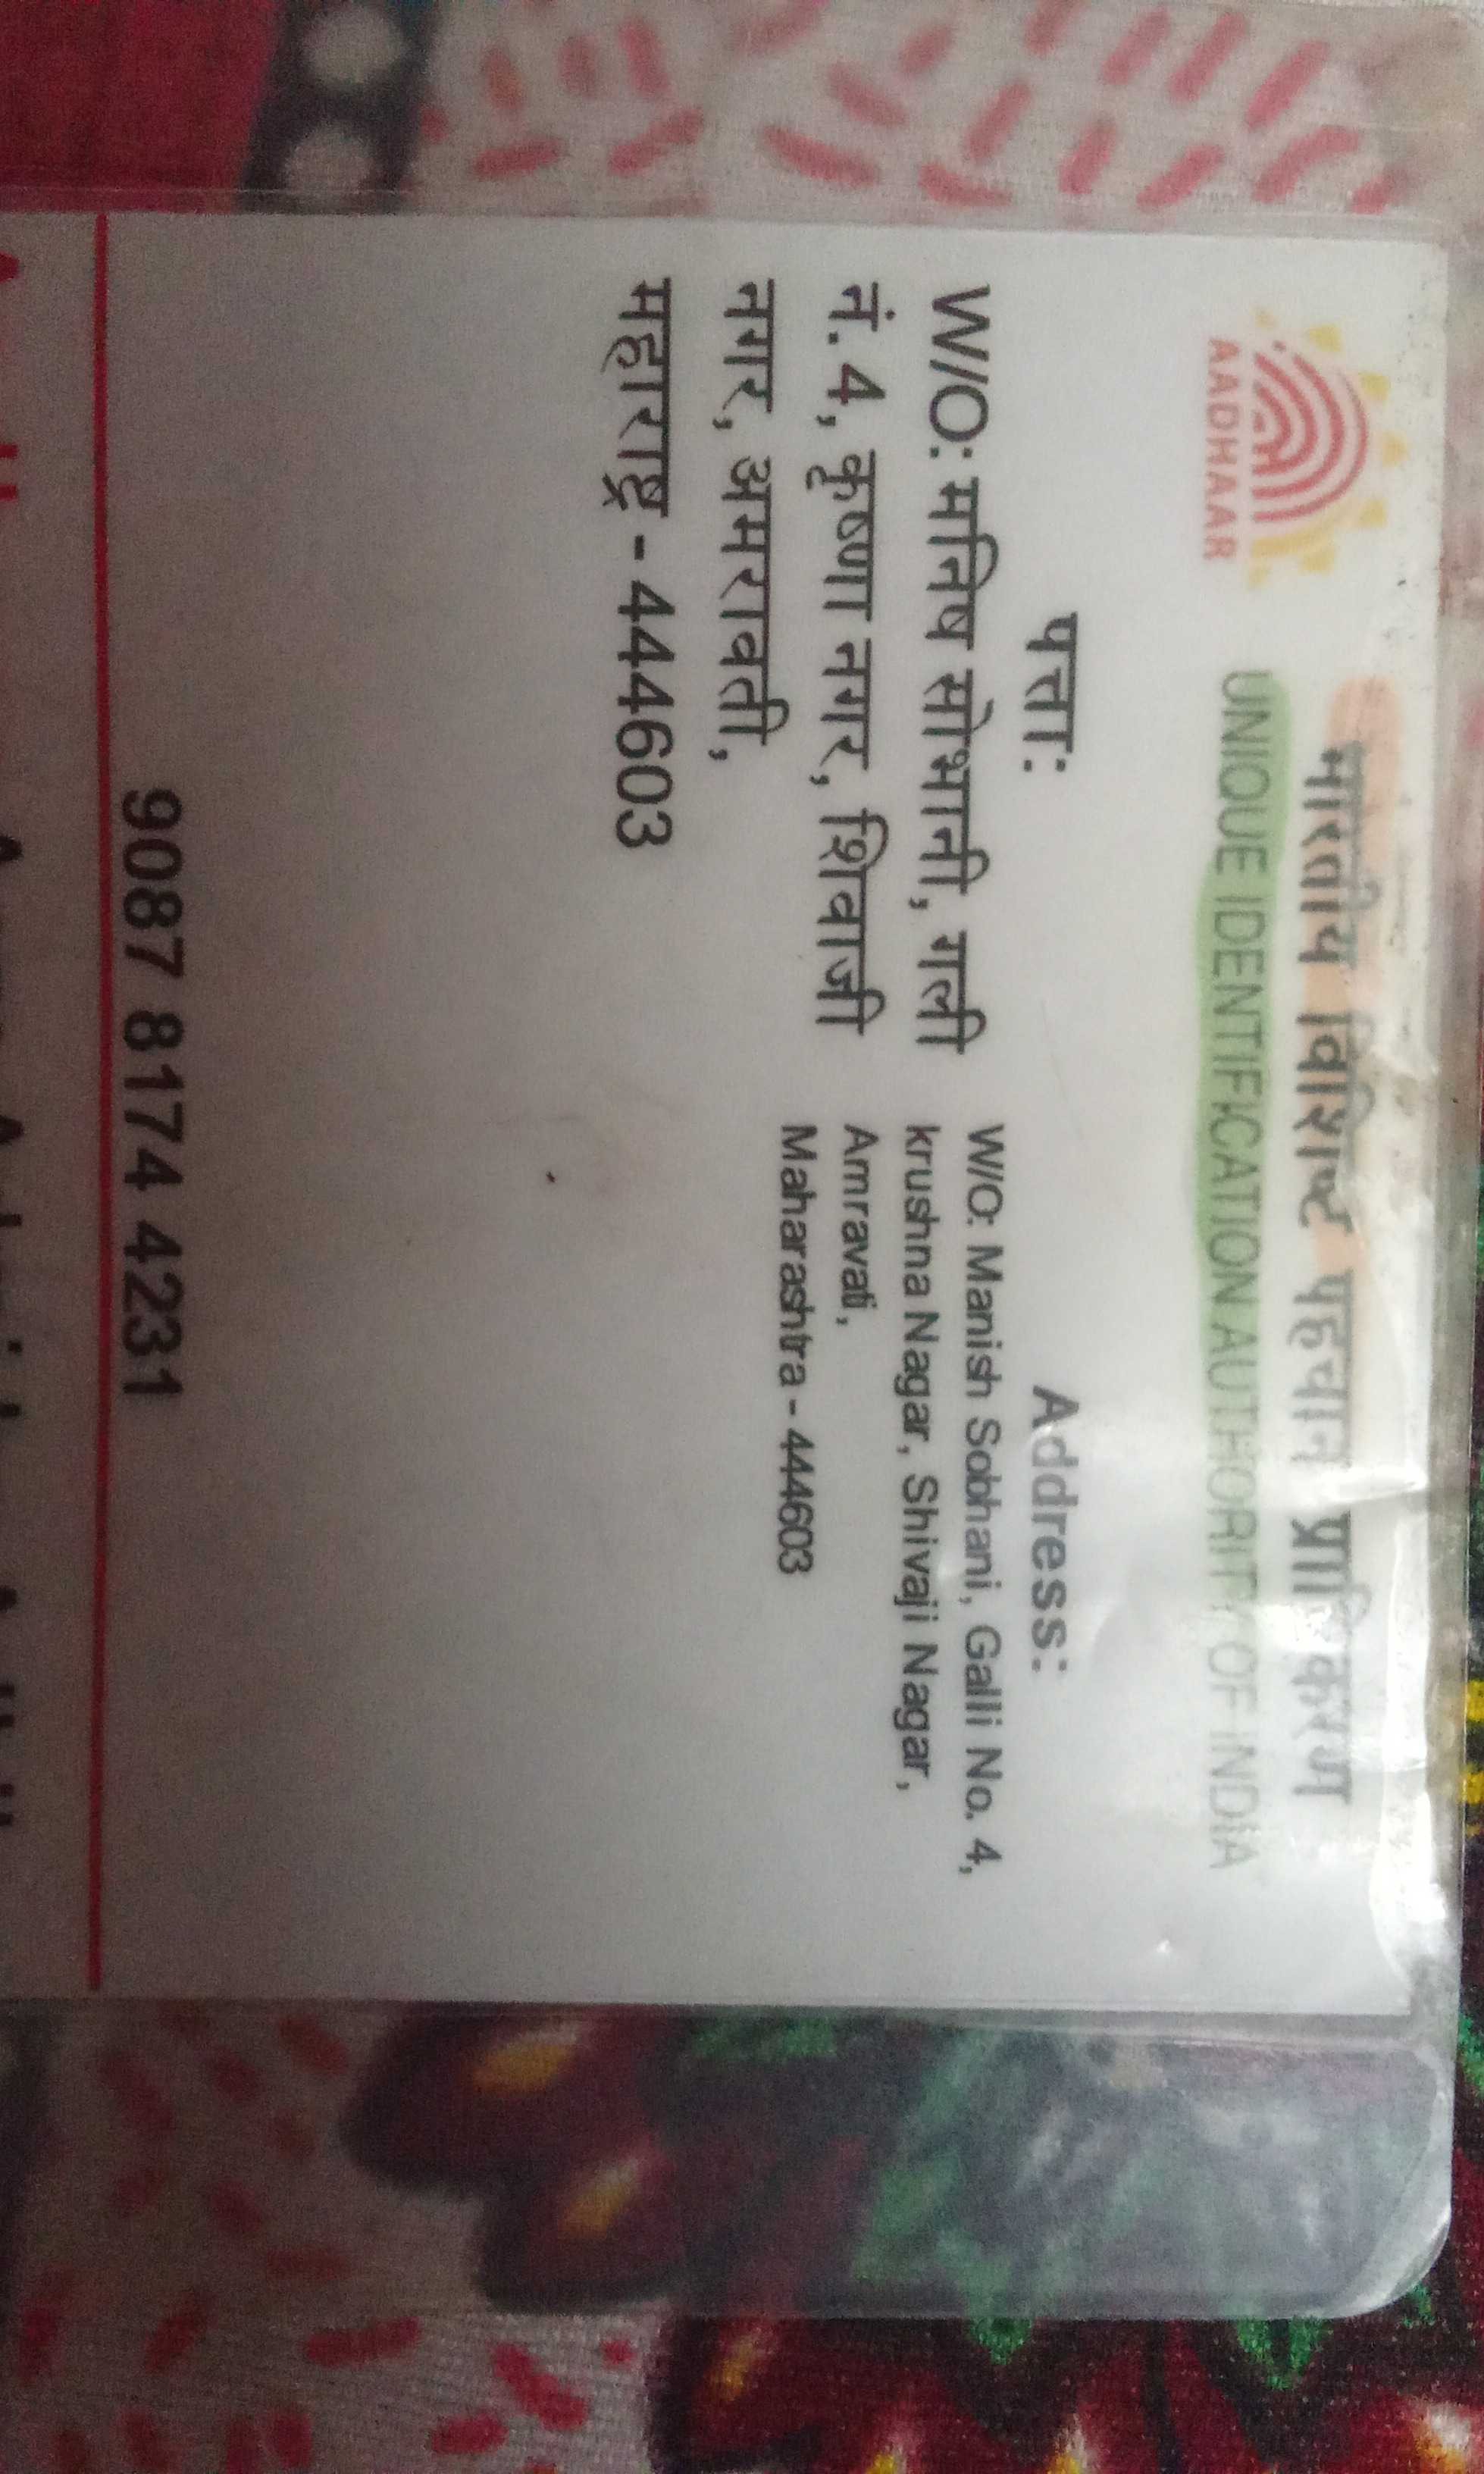 भारतीय विशिष्ट पहचान प्राधिकरण
UNIQUE IDENTIFICATION AUTHORITY OF INDIA
AADHAAR
पत्ता:
W/O: मनिष सोभानी, गल्ली
नं. 4, कृष्णा नगर, शिवाजी
नगर, अमरावती,
महाराष्ट्र - 444603
Address:
W/O: Manish Sobhani, Galli No. 4,
krushna Nagar, Shivaji Nagar,
Amravati,
Maharashtra - 444603
9087 8174 4231